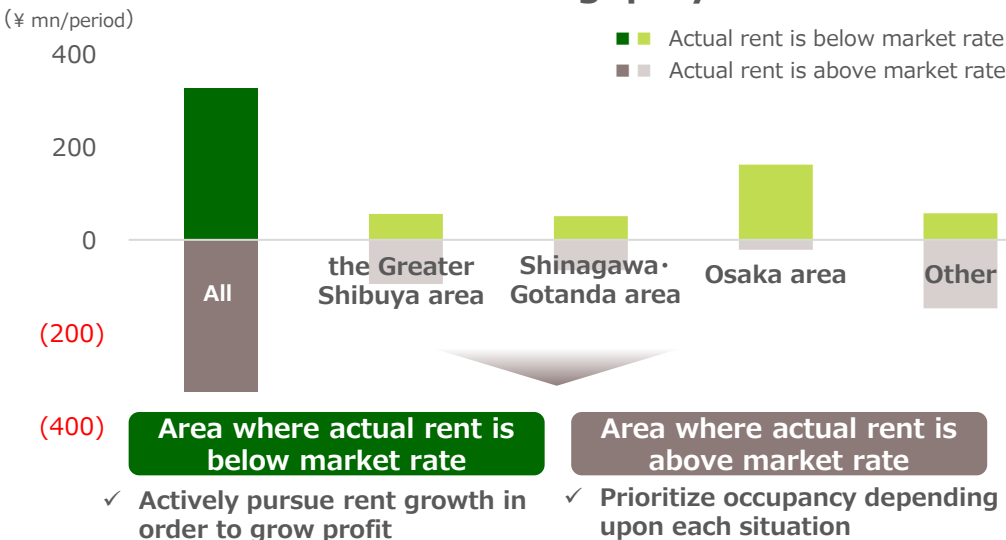 (¥ mn/period)
■ ■ Actual rent is below market rate
■ ■ Actual rent is above market rate
400
200
0
(200)
(400)
All
the Greater
Shibuya area
Shinagawa・
Gotanda area
Osaka area
Other
Area where actual rent is
below market rate
✓ Actively pursue rent growth in
order to grow profit
Area where actual rent is
above market rate
✓ Prioritize occupancy depending
upon each situation